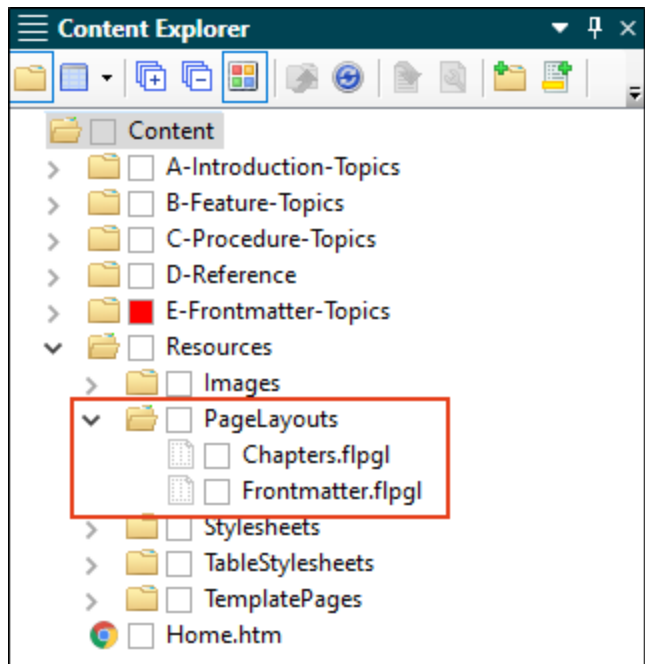 Content Explorer
Content
A-Introduction-Topics
B-Feature-Topics
C-Procedure-Topics
D-Reference
E-Frontmatter-Topics
Resources
Images
PageLayouts
Chapters.flpgl
Frontmatter.flpgl
Stylesheets
TableStylesheets
TemplatePages
Home.htm